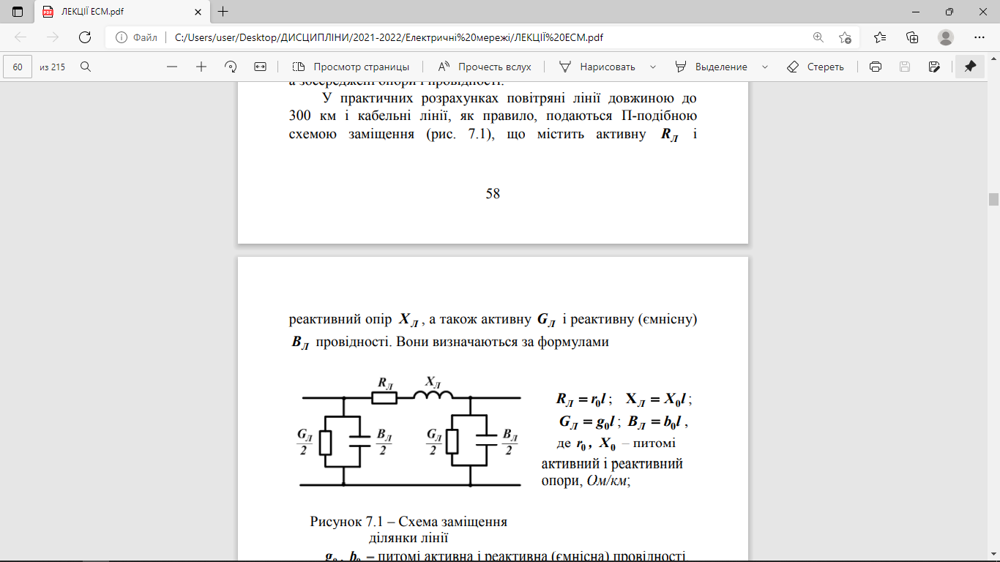 ЛЕКЦІЇ ЕСМ.pdf
Файл
C:/Users/user/Desktop/ДИСЦИПЛІНИ/2021-2022/Електричні%20мережі/ЛЕКЦІЇ%20ЕСМ.pdf
60 из 215 Просмотр страницы Прочесть вслух Нарисовать Выделение Стереть
а зосереджені опори і провідності.
У практичних розрахунках повітряні лінії довжиною до
300 км і кабельні лінії, як правило, подаються П-подібною
схемою заміщення (рис. 7.1), що містить активну R_Л і
58
реактивний опір X_Л, а також активну G_Л і реактивну (ємнісну)
B_Л провідності. Вони визначаються за формулами
R_Л X_Л
G_Л/2 B_Л/2 G_Л/2 B_Л/2
R_Л = r_0 l; X_Л = X_0 l;
G_Л = g_0 l; B_Л = b_0 l,
де r_0, X_0 – питомі
активний і реактивний
опори, Ом/км;
Рисунок 7.1 – Схема заміщення
ділянки лінії
g_0, b_0 – питомі активна і реактивна (ємнісна) провідності